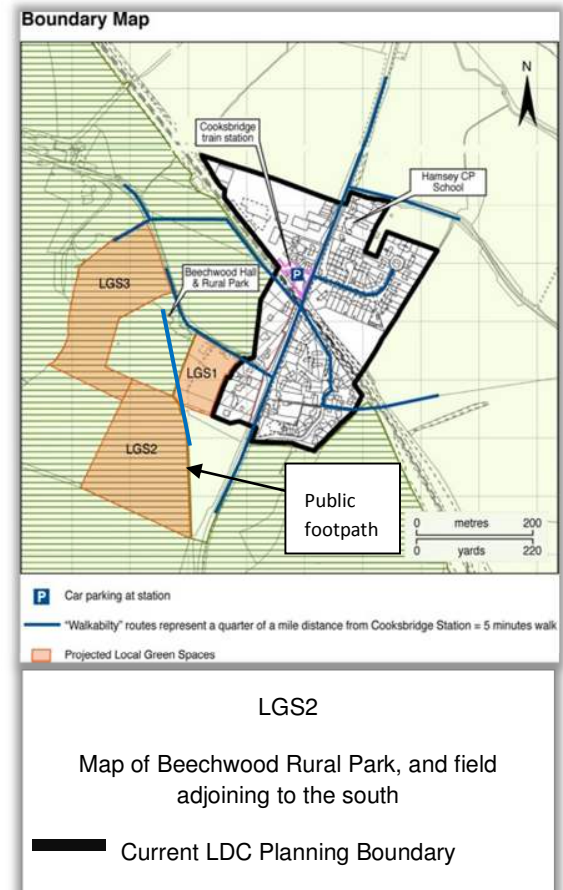 Boundary Map
N
Cooksbridge
train station
Hamsey CP
School
P
LGS3
Beechwood Hall
& Rural Park
LGS1
LGS2
Public
footpath
0 metres 200
0 yards 220
P Car parking at station
"Walkabilty" routes represent a quarter of a mile distance from Cooksbridge Station = 5 minutes walk
Projected Local Green Spaces
LGS2
Map of Beechwood Rural Park, and field
adjoining to the south
Current LDC Planning Boundary